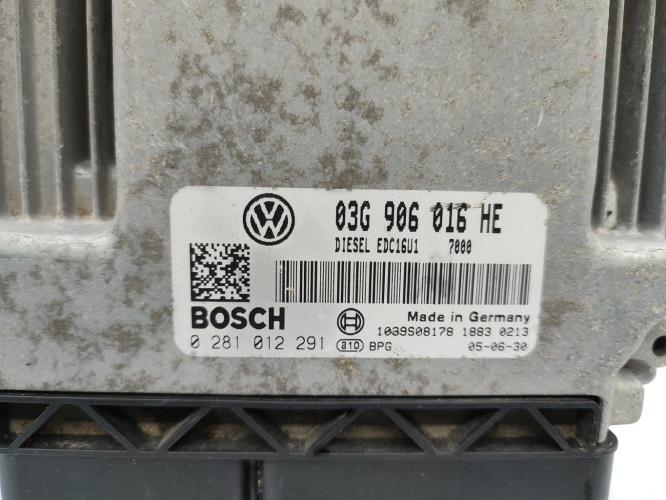 03G 906 016 HE
DIESEL EDC16U1 7000
BOSCH
Made in Germany
1039S08178 1883 0213
0 281 012 291 a10 BPG 05-06-30